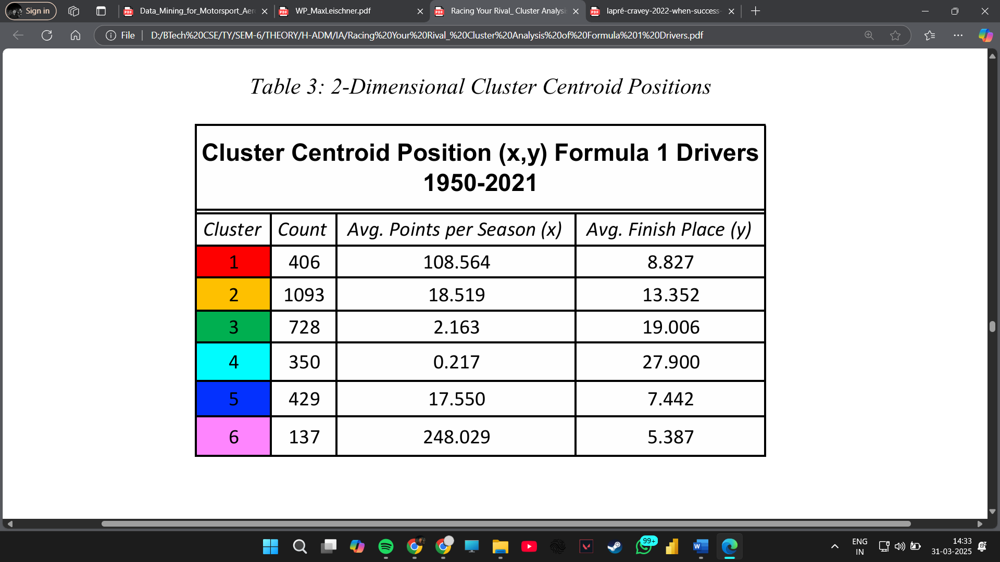 Sign in
Data_Mining_for_Motorsport_Aer
WP_MaxLeischner.pdf
Racing Your Rival_ Cluster Analysi
lapré-cravey-2022-when-success-
File
D:/BTech%20CSE/TY/SEM-6/THEORY/H-ADM/IA/Racing%20Your%20Rival_%20Cluster%20Analysis%20of%20Formula%201%20Drivers.pdf
Table 3: 2-Dimensional Cluster Centroid Positions
Cluster Centroid Position (x,y) Formula 1 Drivers
1950-2021
Cluster Count Avg. Points per Season (x) Avg. Finish Place (y)
1 406 108.564 8.827
2 1093 18.519 13.352
3 728 2.163 19.006
4 350 0.217 27.900
5 429 17.550 7.442
6 137 248.029 5.387
99+
ENG
IN
14:33
31-03-2025